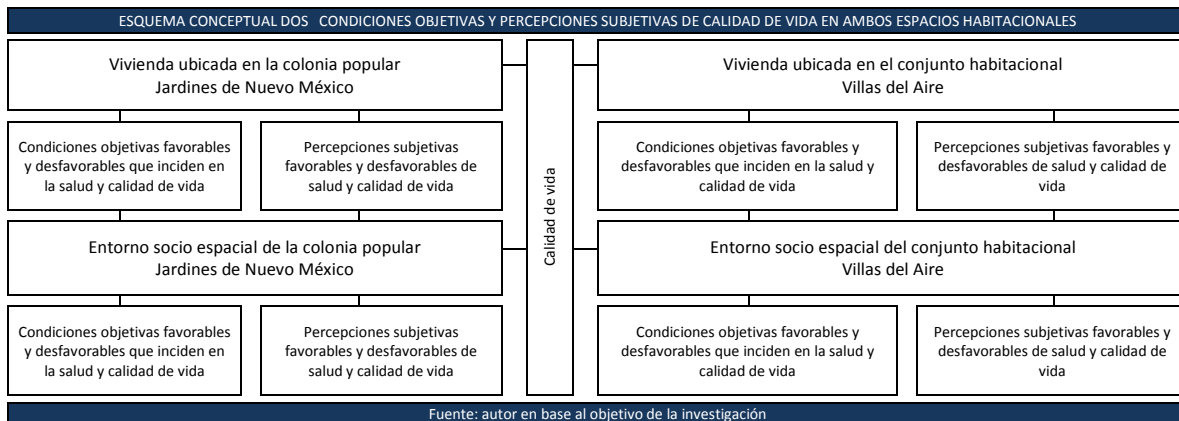 ESQUEMA CONCEPTUAL DOS CONDICIONES OBJETIVAS Y PERCEPCIONES SUBJETIVAS DE CALIDAD DE VIDA EN AMBOS ESPACIOS HABITACIONALES
Vivienda ubicada en la colonia popular
Jardines de Nuevo México
Condiciones objetivas favorables
y desfavorables que inciden en
la salud y calidad de vida
Percepciones subjetivas
favorables y desfavorables de
salud y calidad de vida
Entorno socio espacial de la colonia popular
Jardines de Nuevo México
Condiciones objetivas favorables
y desfavorables que inciden en
la salud y calidad de vida
Percepciones subjetivas
favorables y desfavorables de
salud y calidad de vida
Calidad de vida
Vivienda ubicada en el conjunto habitacional
Villas del Aire
Condiciones objetivas favorables y
desfavorables que inciden en la salud y
calidad de vida
Percepciones subjetivas favorables y
desfavorables de salud y calidad de
vida
Entorno socio espacial del conjunto habitacional
Villas del Aire
Condiciones objetivas favorables y
desfavorables que inciden en la salud y
calidad de vida
Percepciones subjetivas favorables y
desfavorables de salud y calidad de
vida
Fuente: autor en base al objetivo de la investigación